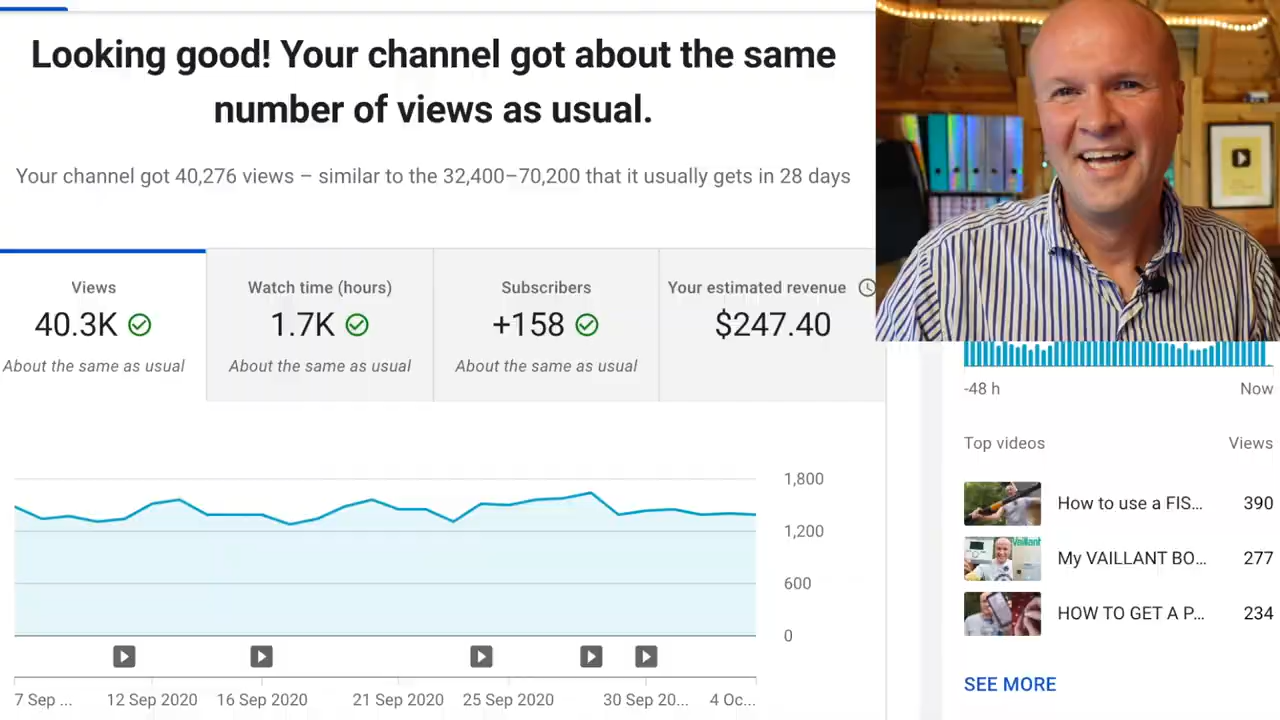 Looking good! Your channel got about the same
number of views as usual.
Your channel got 40,276 views – similar to the 32,400–70,200 that it usually gets in 28 days
Views
40.3K
About the same as usual
Watch time (hours)
1.7K
About the same as usual
Subscribers
+158
About the same as usual
Your estimated revenue
$247.40
1,800
1,200
600
0
7 Sep ...
12 Sep 2020
16 Sep 2020
21 Sep 2020
25 Sep 2020
30 Sep 20...
4 Oc...
-48 h
Now
Top videos
Views
How to use a FIS...
390
Vaillant
My VAILLANT BO...
277
HOW TO GET A P...
234
SEE MORE